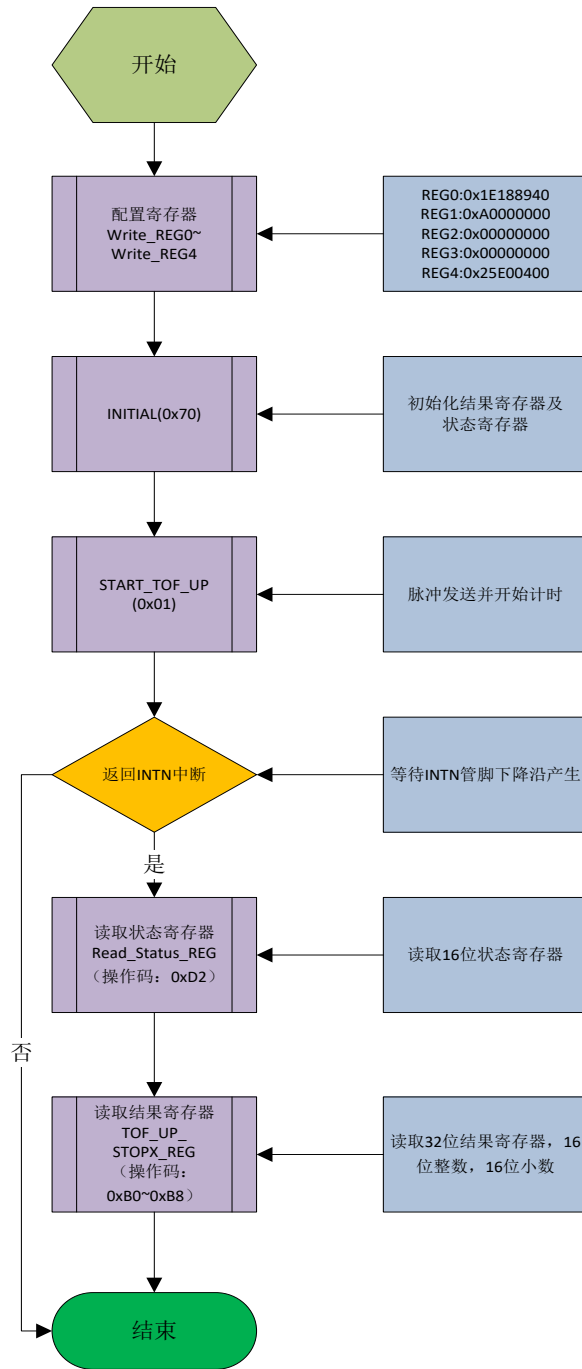 开始
配置寄存器
Write_REG0~
Write_REG4
REG0:0x1E188940
REG1:0xA0000000
REG2:0x00000000
REG3:0x00000000
REG4:0x25E00400
INITIAL(0x70)
初始化结果寄存器及
状态寄存器
START_TOF_UP
(0x01)
脉冲发送并开始计时
返回INTN中断
等待INTN管脚下降沿产生
是
读取状态寄存器
Read_Status_REG
（操作码：0xD2）
读取16位状态寄存器
否
读取结果寄存器
TOF_UP_
STOPX_REG
（操作码：
0xB0~0xB8）
读取32位结果寄存器，16
位整数，16位小数
结束